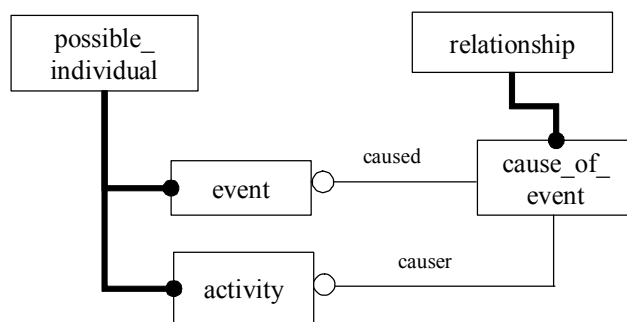 possible_
individual
relationship
caused
cause_of_
event
event
causer
activity